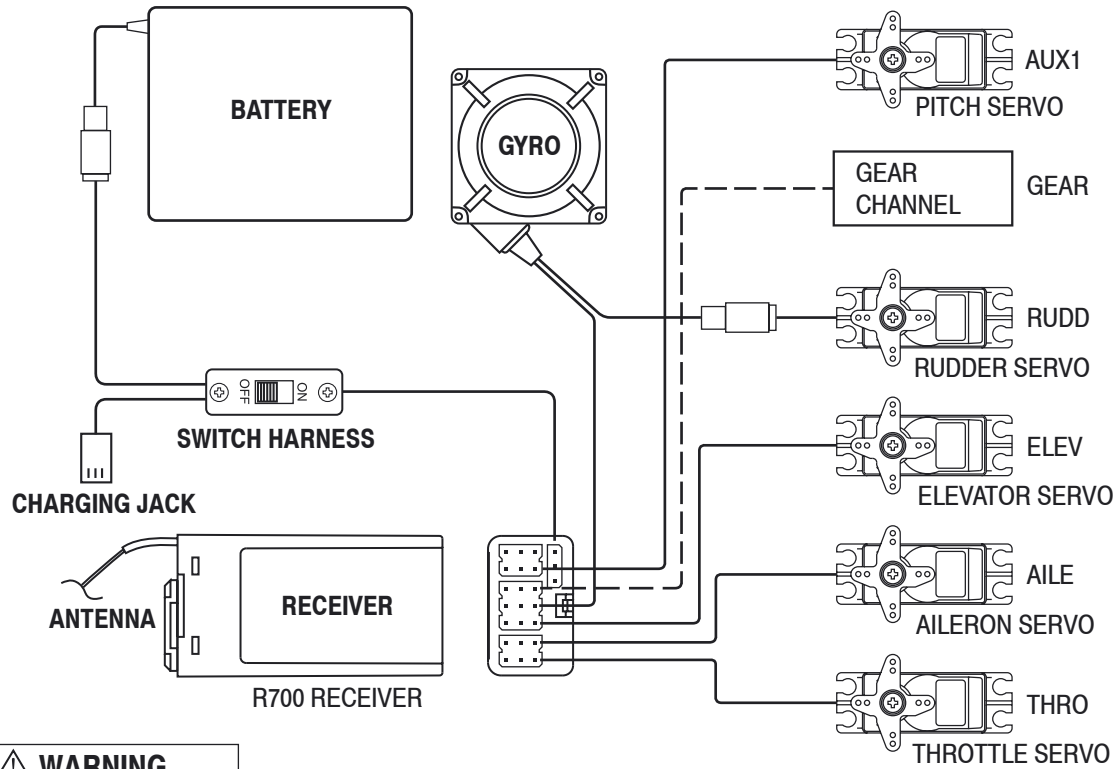 BATTERY
GYRO
AUX1
PITCH SERVO
GEAR
CHANNEL
GEAR
RUDD
RUDDER SERVO
OFF
ON
SWITCH HARNESS
CHARGING JACK
ELEV
ELEVATOR SERVO
ANTENNA
RECEIVER
R700 RECEIVER
AILE
AILERON SERVO
THRO
THROTTLE SERVO
WARNING